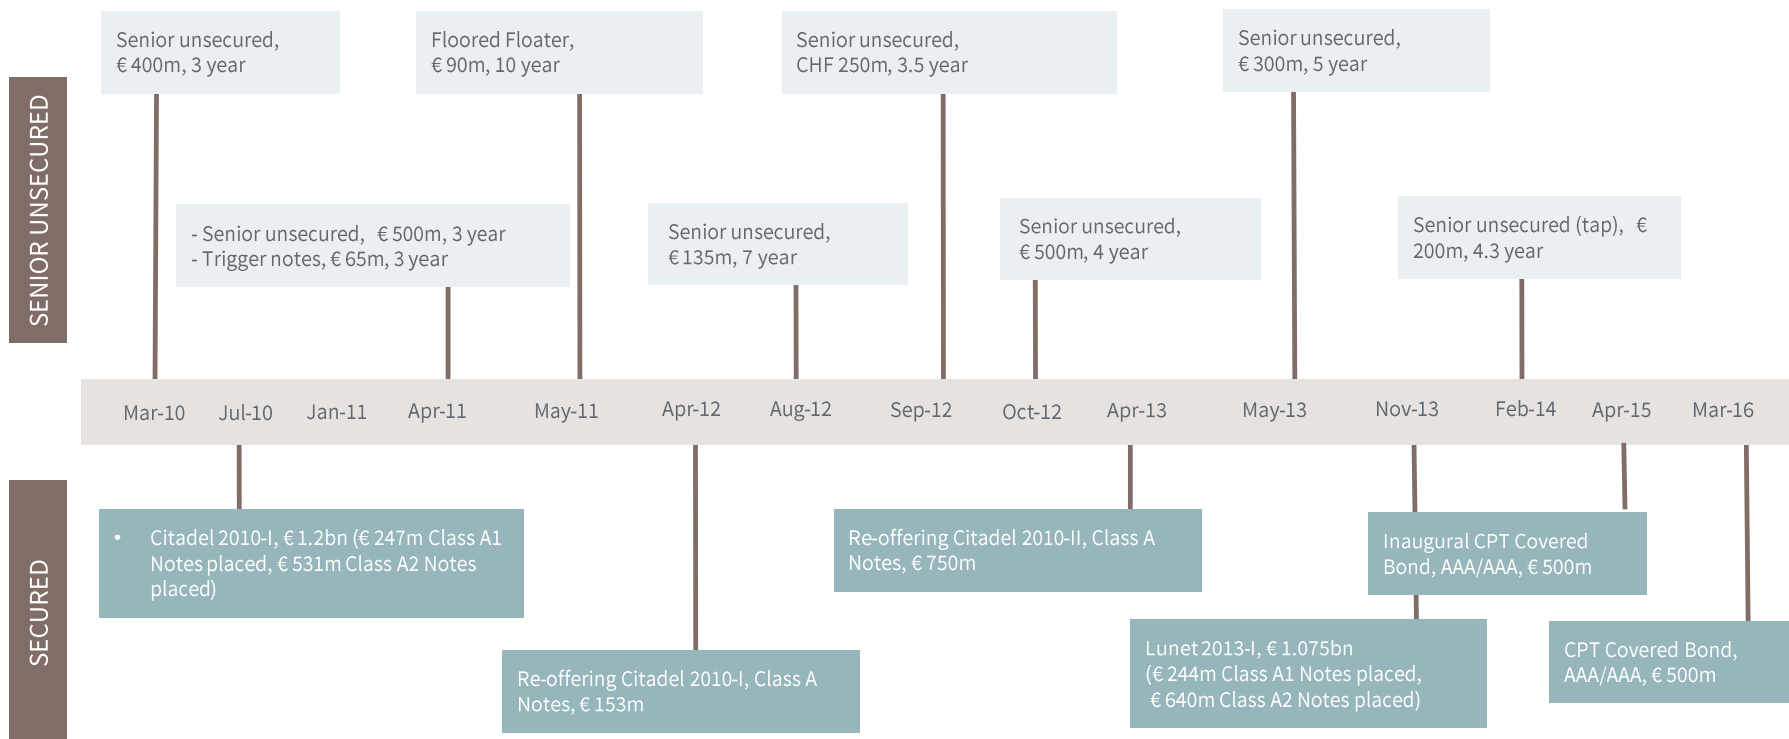 SENIOR UNSECURED
Senior unsecured,
€ 400m, 3 year
Floored Floater,
€ 90m, 10 year
Senior unsecured,
CHF 250m, 3.5 year
Senior unsecured,
€ 300m, 5 year
- Senior unsecured, € 500m, 3 year
- Trigger notes, € 65m, 3 year
Senior unsecured,
€ 135m, 7 year
Senior unsecured,
€ 500m, 4 year
Senior unsecured (tap), €
200m, 4.3 year
Mar-10 Jul-10 Jan-11 Apr-11 May-11 Apr-12 Aug-12 Sep-12 Oct-12 Apr-13 May-13 Nov-13 Feb-14 Apr-15 Mar-16
SECURED
• Citadel 2010-I, € 1.2bn (€ 247m Class A1
Notes placed, € 531m Class A2 Notes
placed)
Re-offering Citadel 2010-II, Class A
Notes, € 750m
Inaugural CPT Covered
Bond, AAA/AAA, € 500m
Re-offering Citadel 2010-I, Class A
Notes, € 153m
Lunet 2013-I, € 1.075bn
(€ 244m Class A1 Notes placed,
€ 640m Class A2 Notes placed)
CPT Covered Bond,
AAA/AAA, € 500m